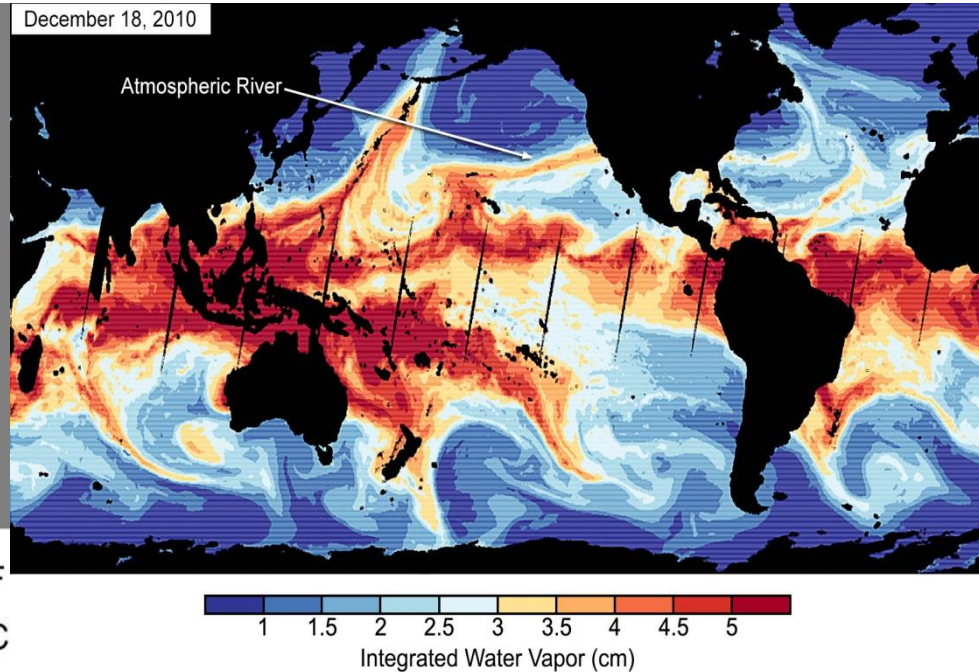 December 18, 2010
Atmospheric River
1 1.5 2 2.5 3 3.5 4 4.5 5
Integrated Water Vapor (cm)